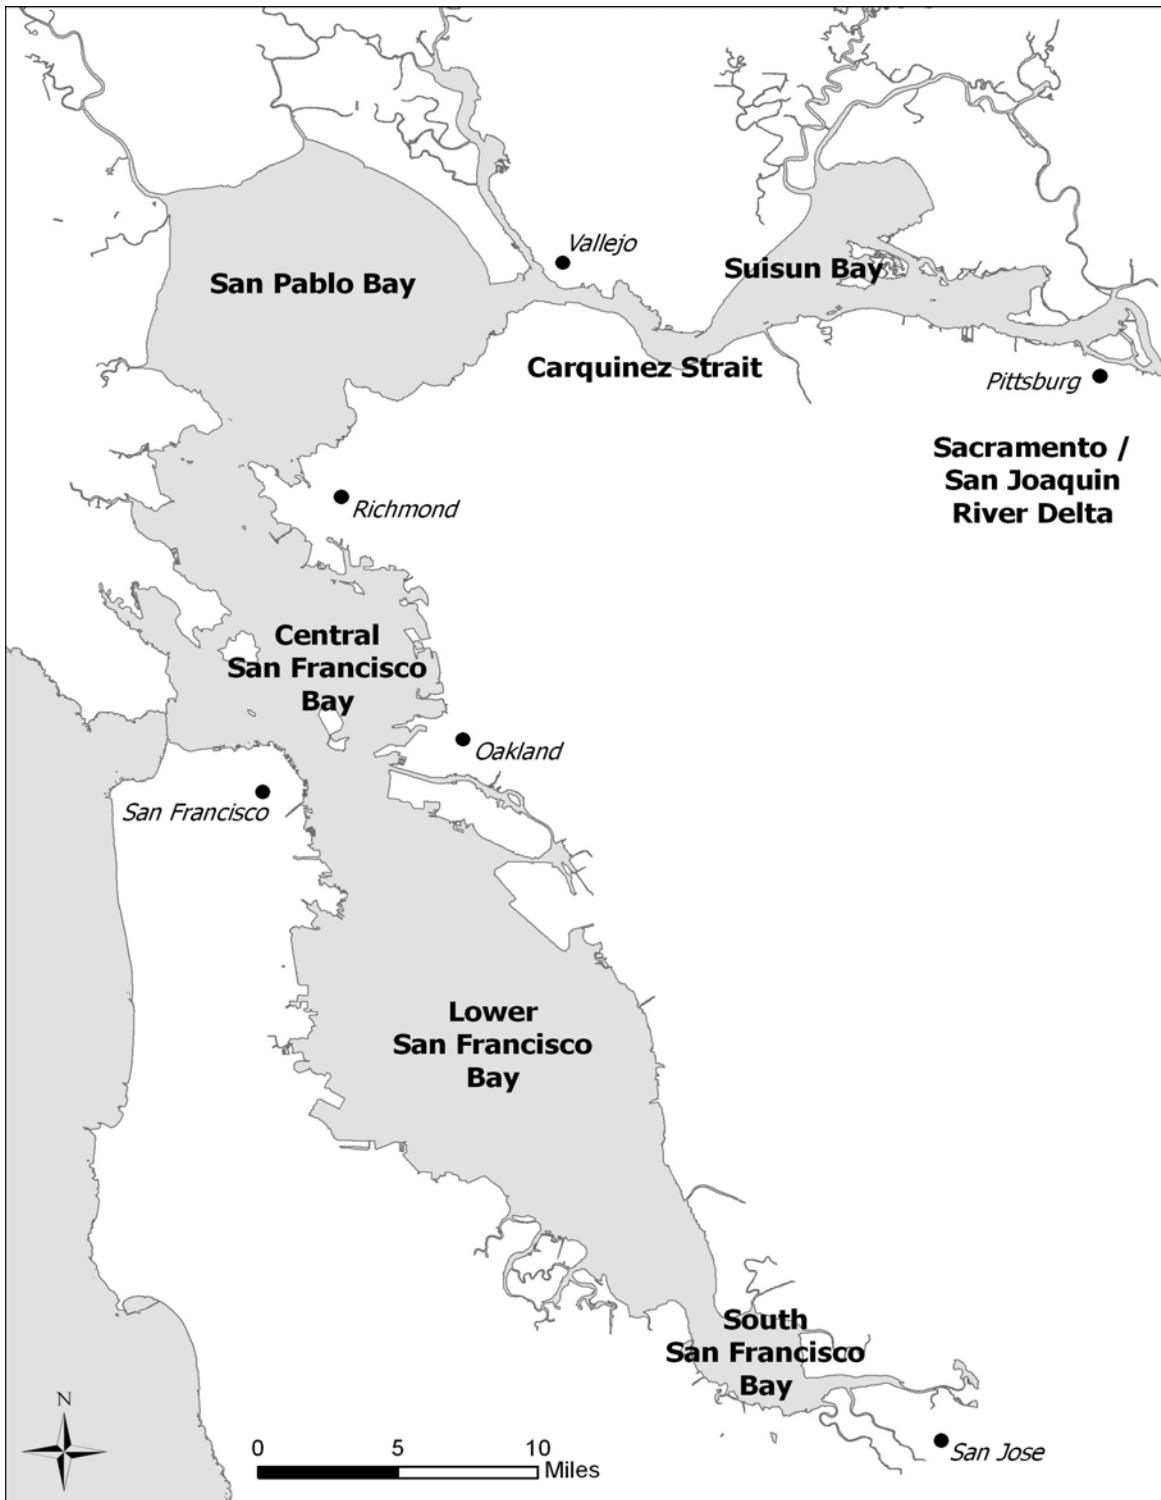 Vallejo
San Pablo Bay
Suisun Bay
Carquinez Strait
Pittsburg
Sacramento /
San Joaquin
River Delta
Richmond
Central
San Francisco
Bay
Oakland
San Francisco
Lower
San Francisco
Bay
South
San Francisco
Bay
N
0 5 10
Miles
San Jose